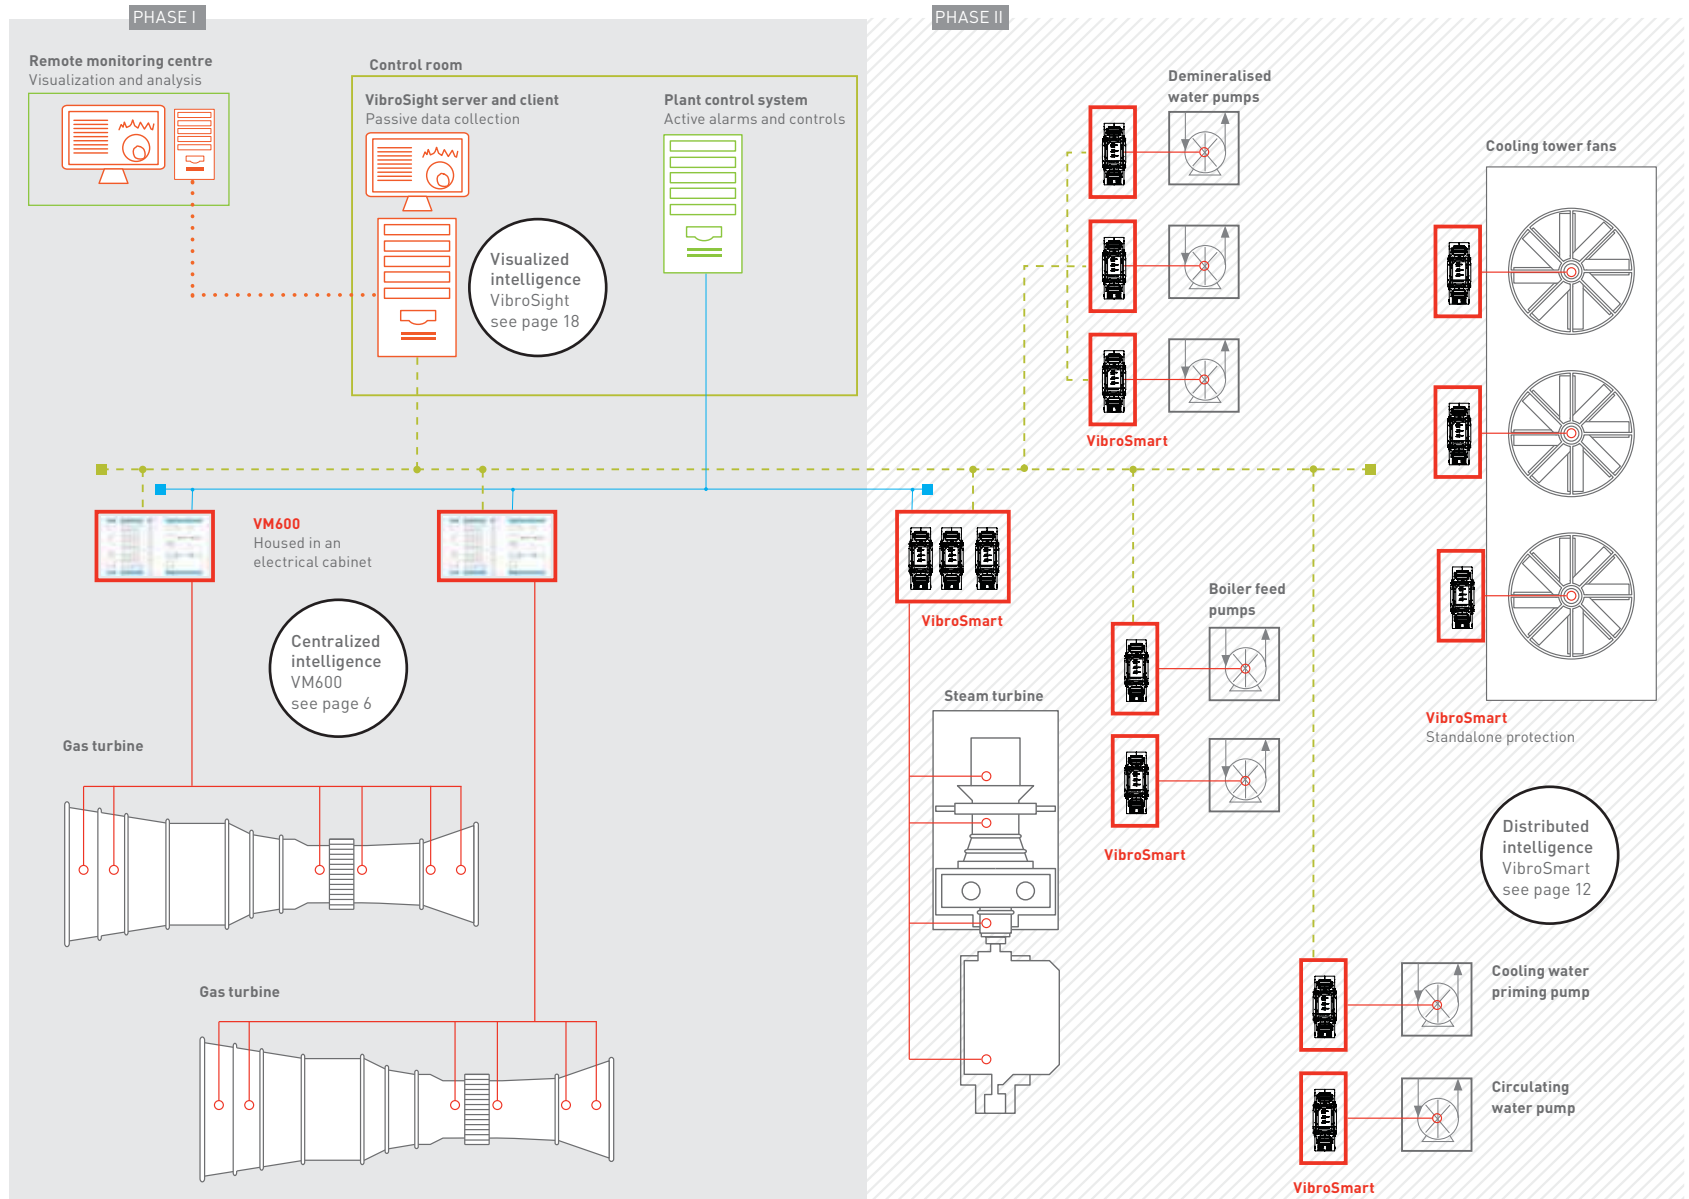 PHASE I
PHASE II
Remote monitoring centre
Visualization and analysis
Control room
VibroSight server and client
Passive data collection
Plant control system
Active alarms and controls
Visualized
intelligence
VibroSight
see page 18
Demineralised
water pumps
Cooling tower fans
VibroSmart
VM600
Housed in an
electrical cabinet
Centralized
intelligence
VM600
see page 6
VibroSmart
Boiler feed
pumps
Steam turbine
VibroSmart
Standalone protection
Gas turbine
VibroSmart
Distributed
intelligence
VibroSmart
see page 12
Gas turbine
Cooling water
priming pump
Circulating
water pump
VibroSmart